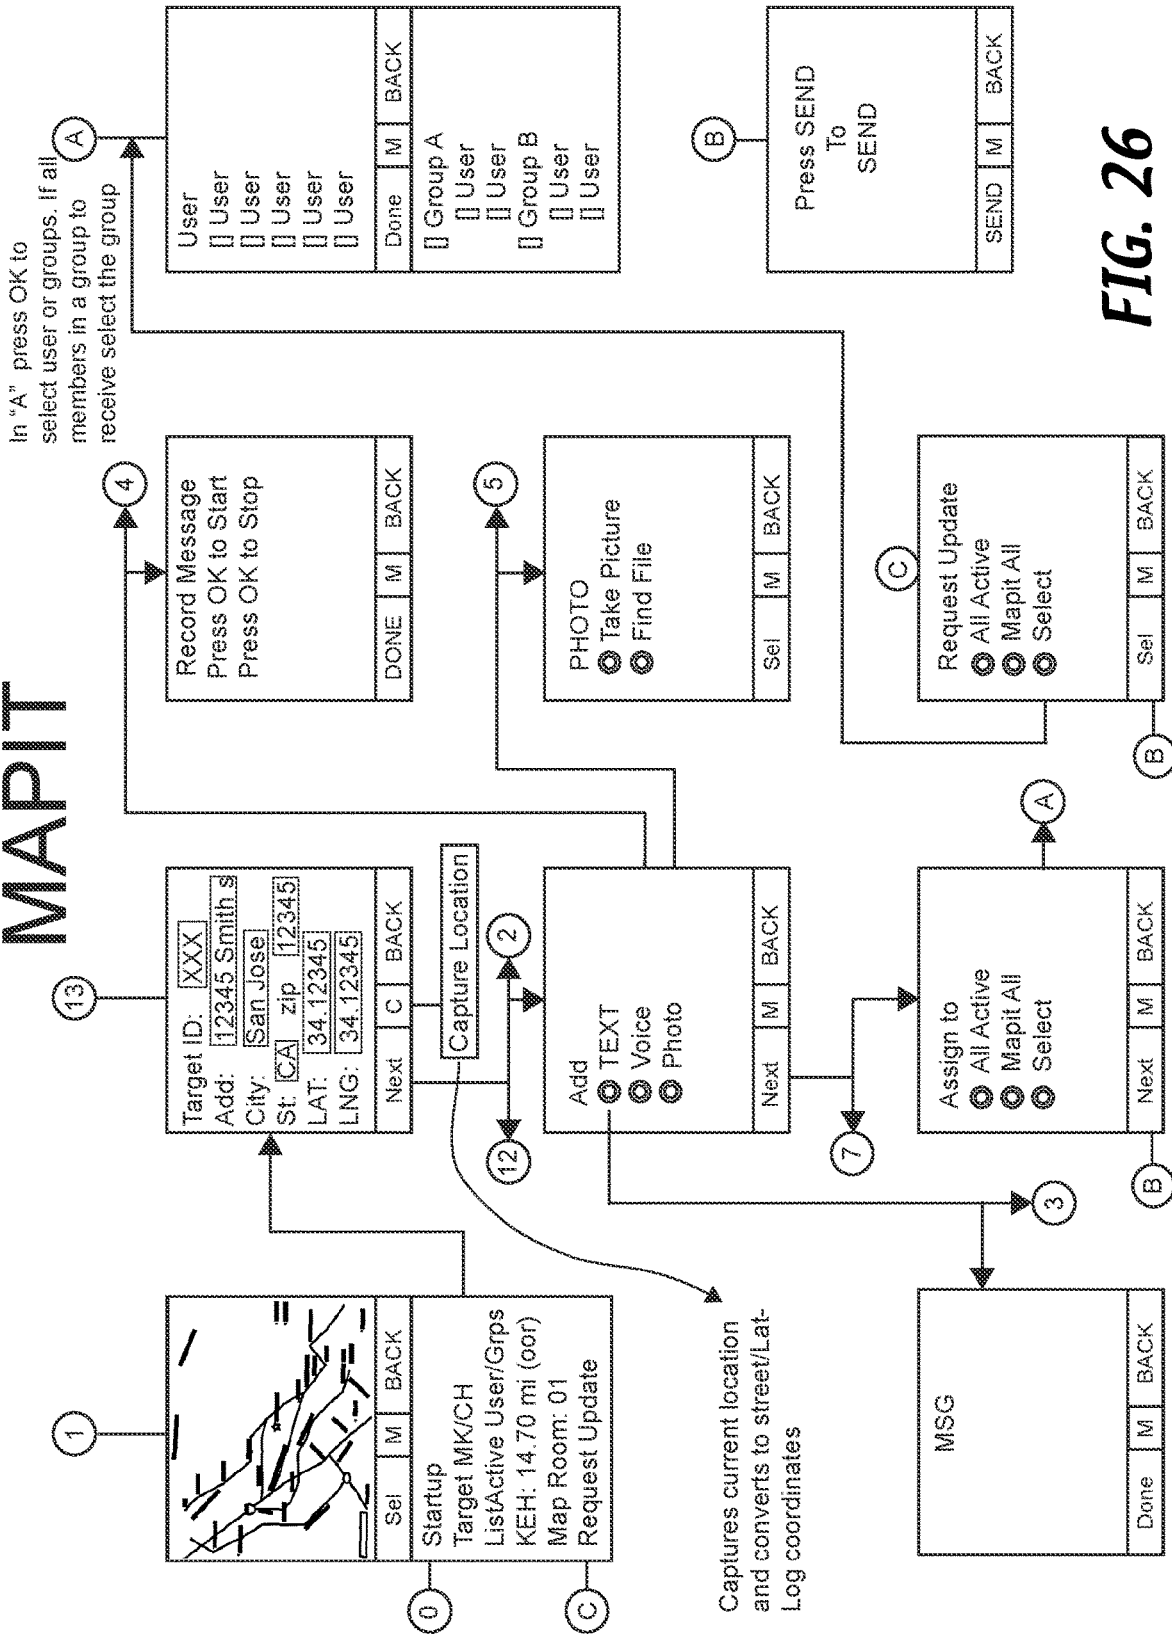 MAPIT
1
Sel M BACK
Startup
Target MK/CH
ListActive User/Grps
KEH: 14.70 mi (oor)
Map Room: 01
Request Update
0
C
Captures current location
and converts to street/Lat-
Log coordinates
MSG
Done M BACK
13
Target ID: XXX
Add: 12345 Smith s
City: San Jose
St: CA zip 12345
LAT: 34.12345
LNG: 34.12345
Next C BACK
Capture Location
12
2
Add
TEXT
Voice
Photo
Next M BACK
7
3
Assign to
All Active
Mapit All
Select
Next M BACK
A
B
4
Record Message
Press OK to Start
Press OK to Stop
DONE M BACK
5
PHOTO
Take Picture
Find File
Sel M BACK
C
Request Update
All Active
Mapit All
Select
Sel M BACK
B
In "A" press OK to
select user or groups. If all
members in a group to
receive select the group
A
User
[] User
[] User
[] User
[] User
[] User
Done M BACK
[] Group A
[] User
[] User
[] Group B
[] User
[] User
B
Press SEND
To
SEND
SEND M BACK
FIG. 26